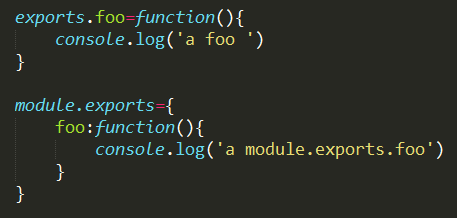 exports.foo=function(){
    console.log('a foo ')
}

module.exports={
    foo:function(){
        console.log('a module.exports.foo')
    }
}